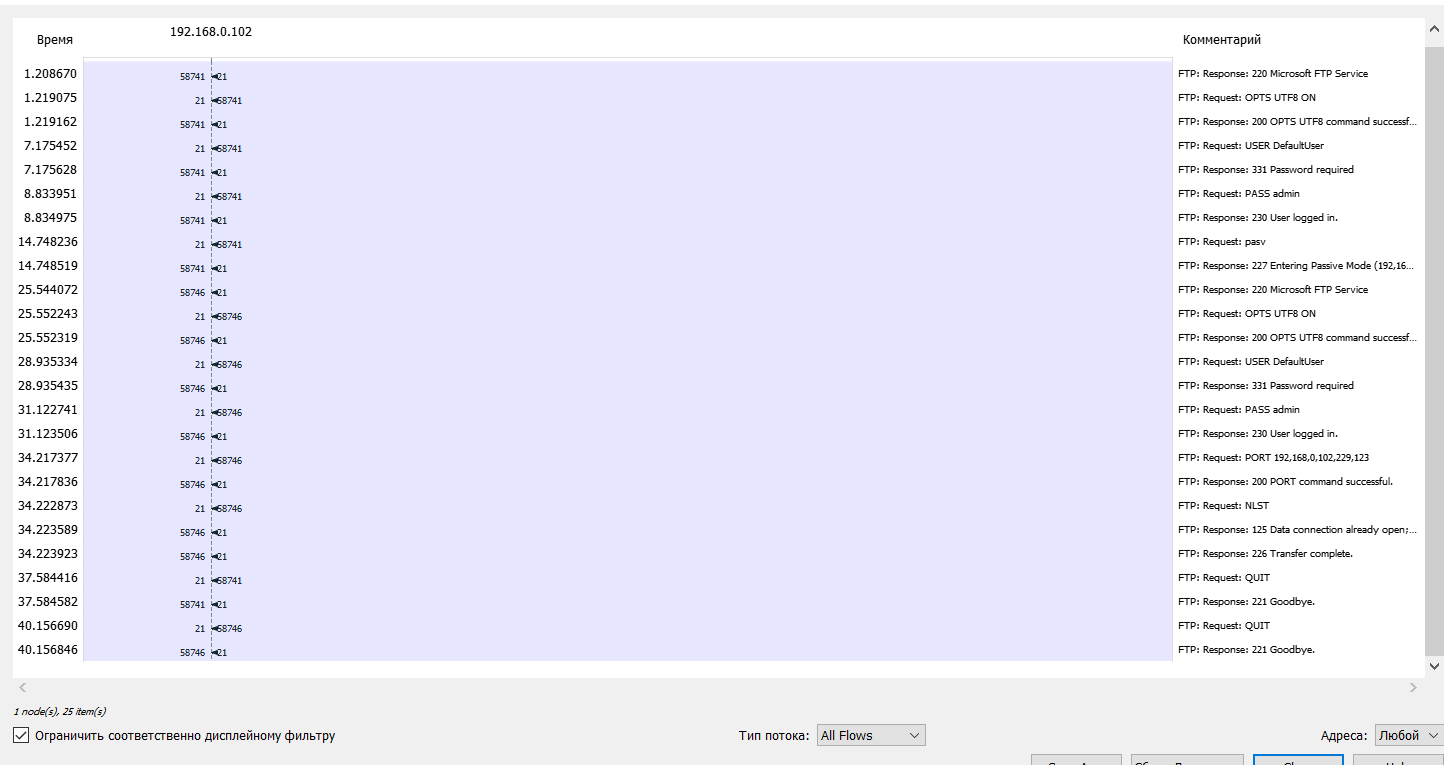 192.168.0.102
Время Комментарий
1.208670 58741 21 FTP: Response: 220 Microsoft FTP Service
1.219075 21 58741 FTP: Request: OPTS UTF8 ON
1.219162 58741 21 FTP: Response: 200 OPTS UTF8 command successf...
7.175452 21 58741 FTP: Request: USER DefaultUser
7.175628 58741 21 FTP: Response: 331 Password required
8.833951 21 58741 FTP: Request: PASS admin
8.834975 58741 21 FTP: Response: 230 User logged in.
14.748236 21 58741 FTP: Request: pasv
14.748519 58741 21 FTP: Response: 227 Entering Passive Mode (192,16...
25.544072 58746 21 FTP: Response: 220 Microsoft FTP Service
25.552243 21 58746 FTP: Request: OPTS UTF8 ON
25.552319 58746 21 FTP: Response: 200 OPTS UTF8 command successf...
28.935334 21 58746 FTP: Request: USER DefaultUser
28.935435 58746 21 FTP: Response: 331 Password required
31.122741 21 58746 FTP: Request: PASS admin
31.123506 58746 21 FTP: Response: 230 User logged in.
34.217377 21 58746 FTP: Request: PORT 192,168,0,102,229,123
34.217836 58746 21 FTP: Response: 200 PORT command successful.
34.222873 21 58746 FTP: Request: NLST
34.223589 58746 21 FTP: Response: 125 Data connection already open;...
34.223923 58746 21 FTP: Response: 226 Transfer complete.
37.584416 21 58741 FTP: Request: QUIT
37.584582 58741 21 FTP: Response: 221 Goodbye.
40.156690 21 58746 FTP: Request: QUIT
40.156846 58746 21 FTP: Response: 221 Goodbye.
1 node(s), 25 item(s)
Ограничить соответственно дисплейному фильтру Тип потока: All Flows Адреса: Любой